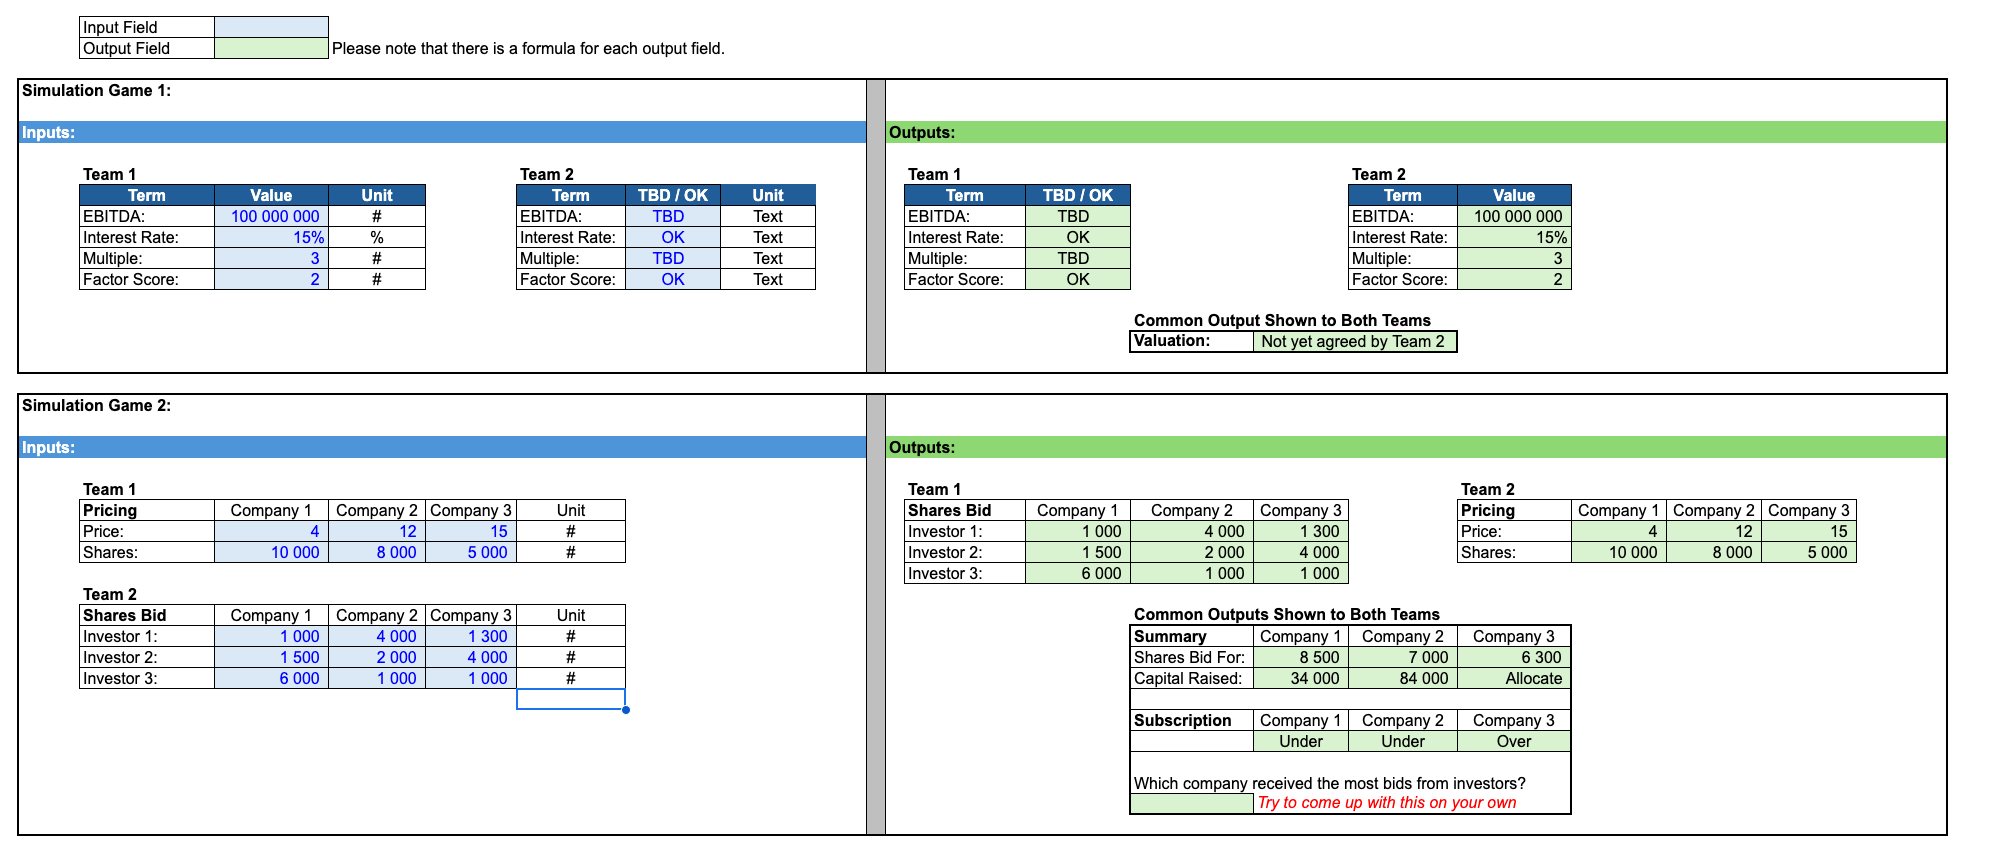 Input Field
Output Field Please note that there is a formula for each output field.
Simulation Game 1:
Inputs:
Team 1
Term Value Unit
EBITDA: 100 000 000 #
Interest Rate: 15% %
Multiple: 3 #
Factor Score: 2 #
Team 2
Term TBD / OK Unit
EBITDA: TBD Text
Interest Rate: OK Text
Multiple: TBD Text
Factor Score: OK Text
Outputs:
Team 1
Term TBD / OK
EBITDA: TBD
Interest Rate: OK
Multiple: TBD
Factor Score: OK
Team 2
Term Value
EBITDA: 100 000 000
Interest Rate: 15%
Multiple: 3
Factor Score: 2
Common Output Shown to Both Teams
Valuation: Not yet agreed by Team 2
Simulation Game 2:
Inputs:
Team 1
Pricing Company 1 Company 2 Company 3 Unit
Price: 4 12 15 #
Shares: 10 000 8 000 5 000 #
Team 2
Shares Bid Company 1 Company 2 Company 3 Unit
Investor 1: 1 000 4 000 1 300 #
Investor 2: 1 500 2 000 4 000 #
Investor 3: 6 000 1 000 1 000 #
Outputs:
Team 1
Shares Bid Company 1 Company 2 Company 3
Investor 1: 1 000 4 000 1 300
Investor 2: 1 500 2 000 4 000
Investor 3: 6 000 1 000 1 000
Team 2
Pricing Company 1 Company 2 Company 3
Price: 4 12 15
Shares: 10 000 8 000 5 000
Common Outputs Shown to Both Teams
Summary Company 1 Company 2 Company 3
Shares Bid For: 8 500 7 000 6 300
Capital Raised: 34 000 84 000 Allocate
Subscription Company 1 Company 2 Company 3
Under Under Over
Which company received the most bids from investors?
Try to come up with this on your own